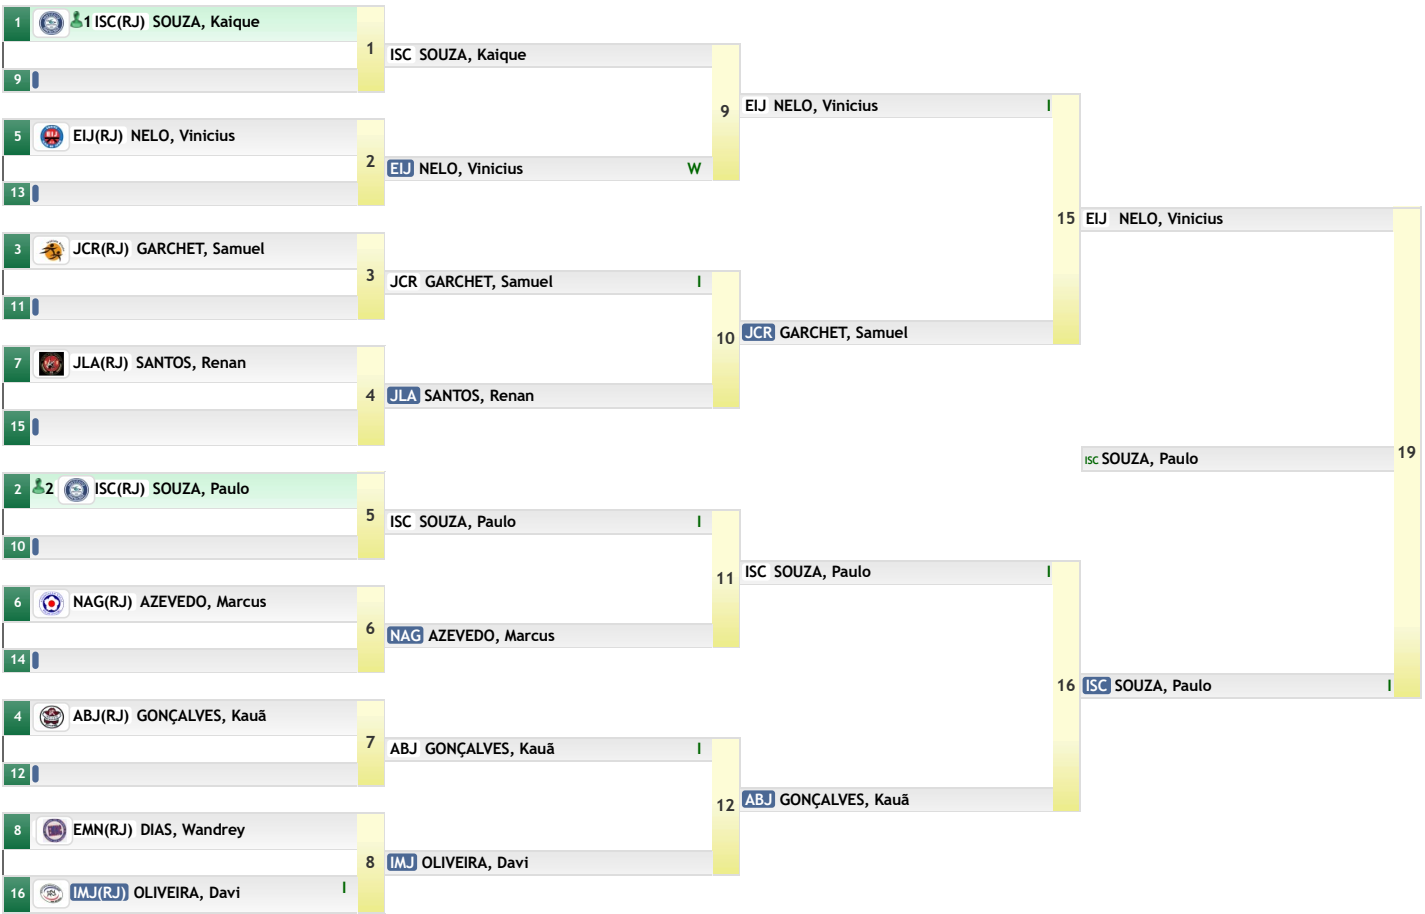 1 1 ISC(RJ) SOUZA, Kaique
1
ISC SOUZA, Kaique
9
9
EIJ NELO, Vinicius I
5 EIJ(RJ) NELO, Vinicius
2
EIJ NELO, Vinicius W
13
15
EIJ NELO, Vinicius
3 JCR(RJ) GARCHET, Samuel
3
JCR GARCHET, Samuel I
11
10
JCR GARCHET, Samuel
7 JLA(RJ) SANTOS, Renan
4
JLA SANTOS, Renan
15
19
ISC SOUZA, Paulo
2 2 ISC(RJ) SOUZA, Paulo
5
ISC SOUZA, Paulo I
10
11
ISC SOUZA, Paulo I
6 NAG(RJ) AZEVEDO, Marcus
6
NAG AZEVEDO, Marcus
14
16
ISC SOUZA, Paulo I
4 ABJ(RJ) GONÇALVES, Kauã
7
ABJ GONÇALVES, Kauã I
12
12
ABJ GONÇALVES, Kauã
8 EMN(RJ) DIAS, Wandrey
8
IMJ OLIVEIRA, Davi
16 IMJ(RJ) OLIVEIRA, Davi I